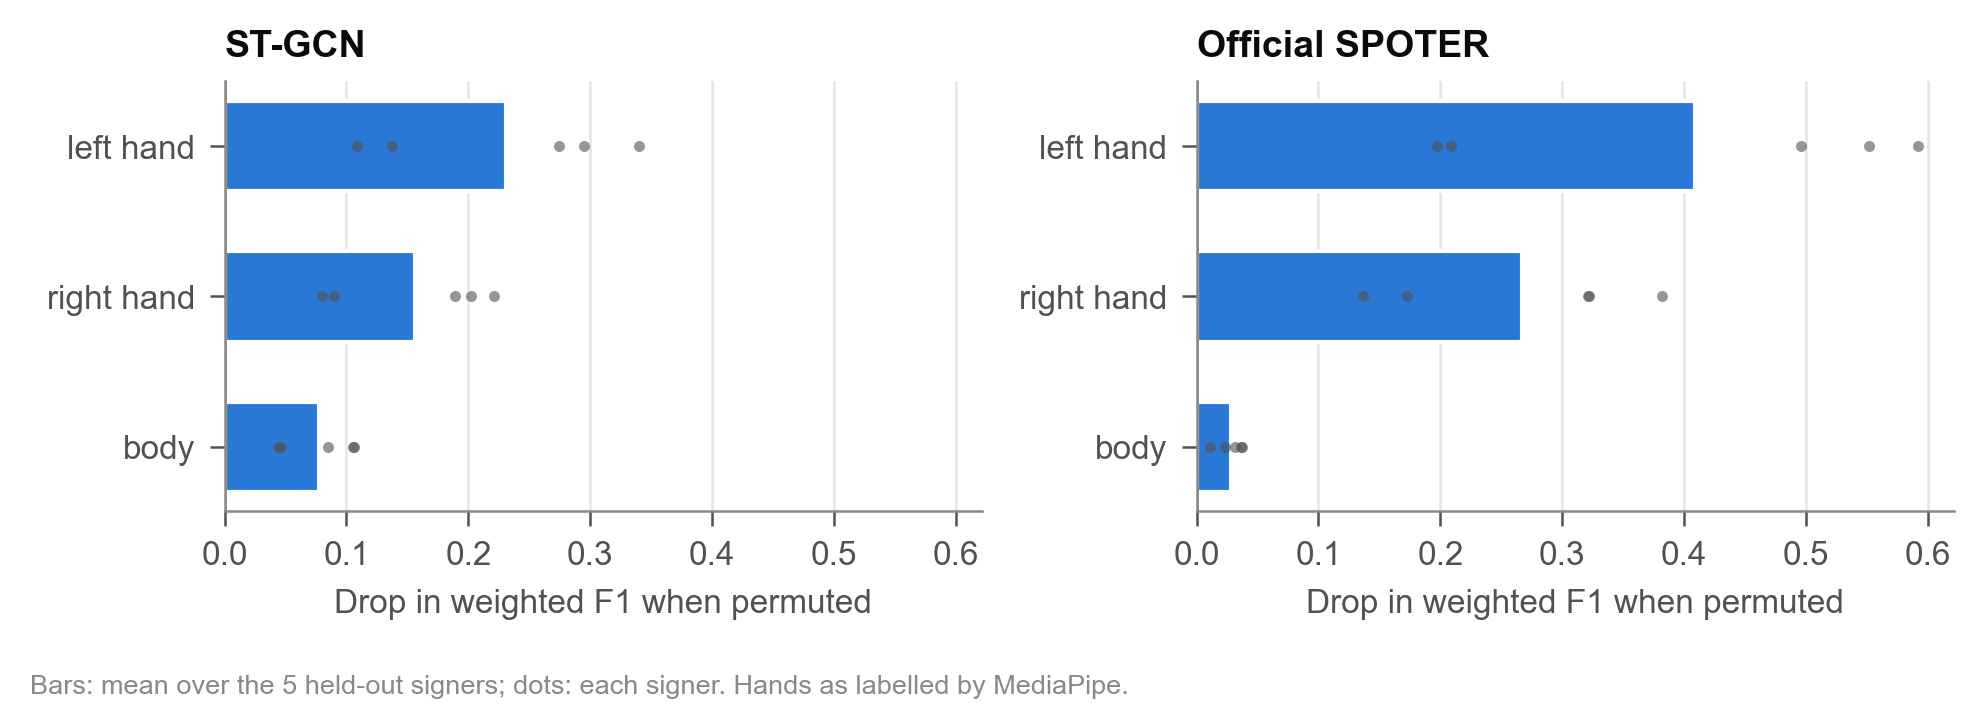 ST-GCN
left hand
right hand
body
0.0 0.1 0.2 0.3 0.4 0.5 0.6
Drop in weighted F1 when permuted
Official SPOTER
left hand
right hand
body
0.0 0.1 0.2 0.3 0.4 0.5 0.6
Drop in weighted F1 when permuted
Bars: mean over the 5 held-out signers; dots: each signer. Hands as labelled by MediaPipe.